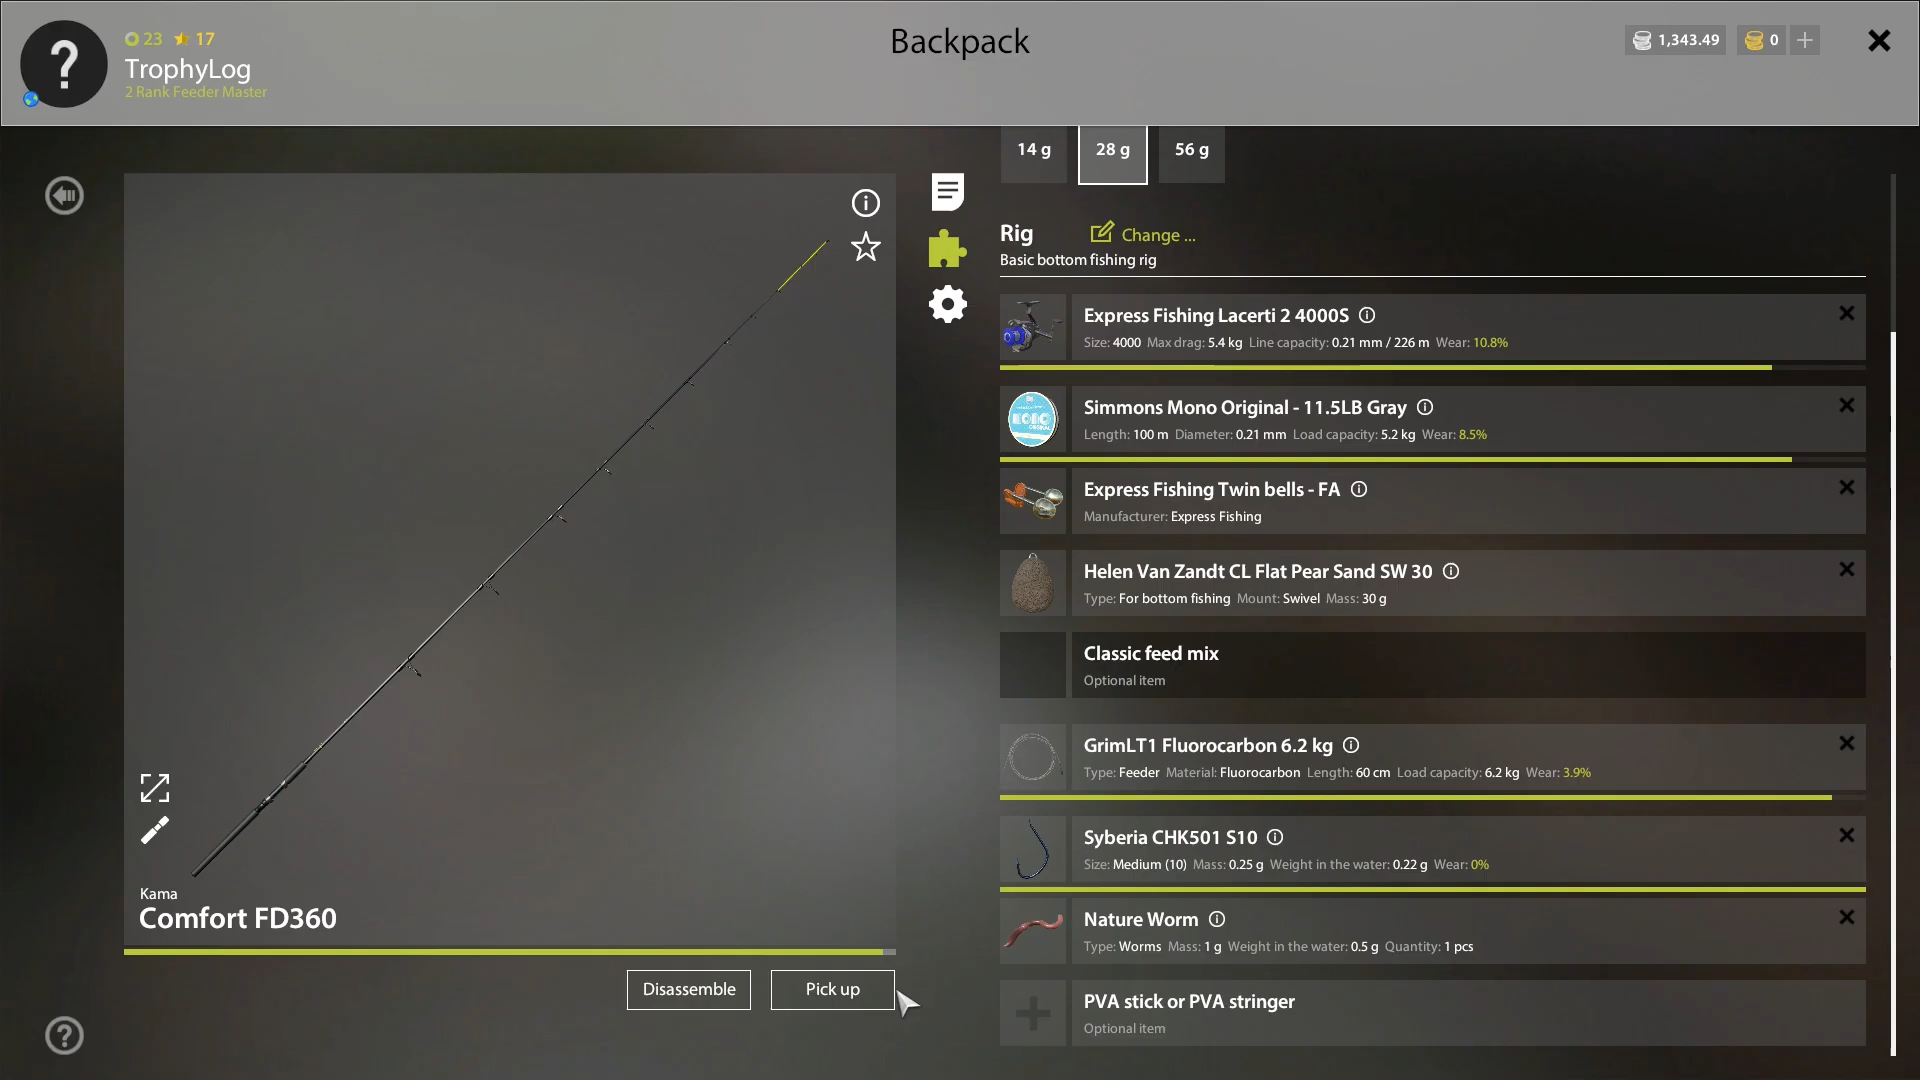 23 17
TrophyLog
2 Rank Feeder Master
Backpack
1,343.49 0
14 g 28 g 56 g
Rig Change ...
Basic bottom fishing rig
Express Fishing Lacerti 2 4000S
Size: 4000 Max drag: 5.4 kg Line capacity: 0.21 mm / 226 m Wear: 10.8%
MONO
ORIGINAL
Simmons Mono Original - 11.5LB Gray
Length: 100 m Diameter: 0.21 mm Load capacity: 5.2 kg Wear: 8.5%
Express Fishing Twin bells - FA
Manufacturer: Express Fishing
Helen Van Zandt CL Flat Pear Sand SW 30
Type: For bottom fishing Mount: Swivel Mass: 30 g
Classic feed mix
Optional item
GrimLT1 Fluorocarbon 6.2 kg
Type: Feeder Material: Fluorocarbon Length: 60 cm Load capacity: 6.2 kg Wear: 3.9%
Syberia CHK501 S10
Size: Medium (10) Mass: 0.25 g Weight in the water: 0.22 g Wear: 0%
Nature Worm
Type: Worms Mass: 1 g Weight in the water: 0.5 g Quantity: 1 pcs
PVA stick or PVA stringer
Optional item
Kama
Comfort FD360
Disassemble Pick up